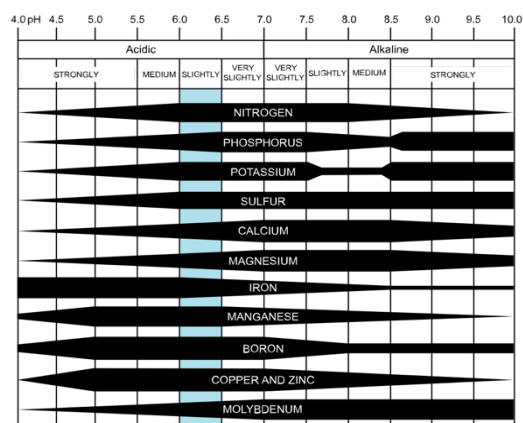 4.0 pH 4.5 5.0 5.5 6.0 6.5 7.0 7.5 8.0 8.5 9.0 9.5 10.0
Acidic Alkaline
STRONGLY MEDIUM SLIGHTLY VERY SLIGHTLY VERY SLIGHTLY SLIGHTLY MEDIUM STRONGLY
NITROGEN
PHOSPHORUS
POTASSIUM
SULFUR
CALCIUM
MAGNESIUM
IRON
MANGANESE
BORON
COPPER AND ZINC
MOLYBDENUM